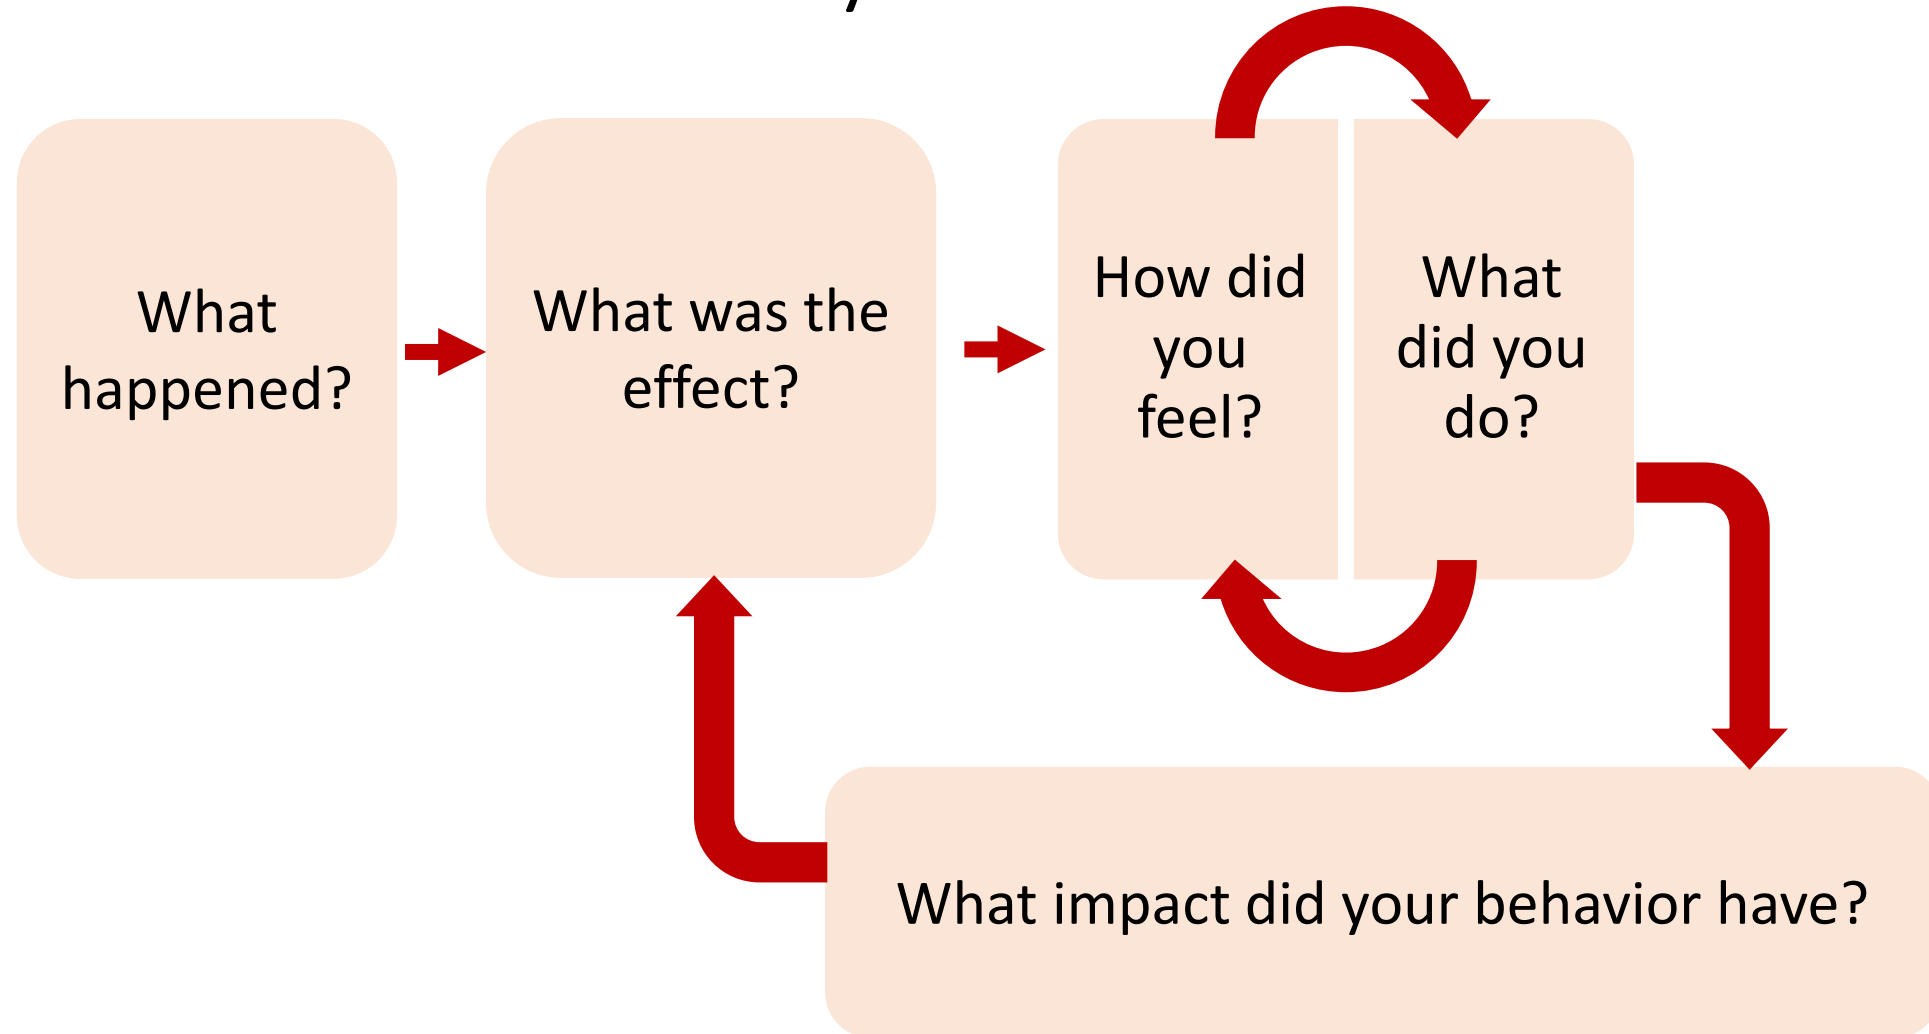 What
happened?
What was the
effect?
How did
you
feel?
What
did you
do?
What impact did your behavior have?